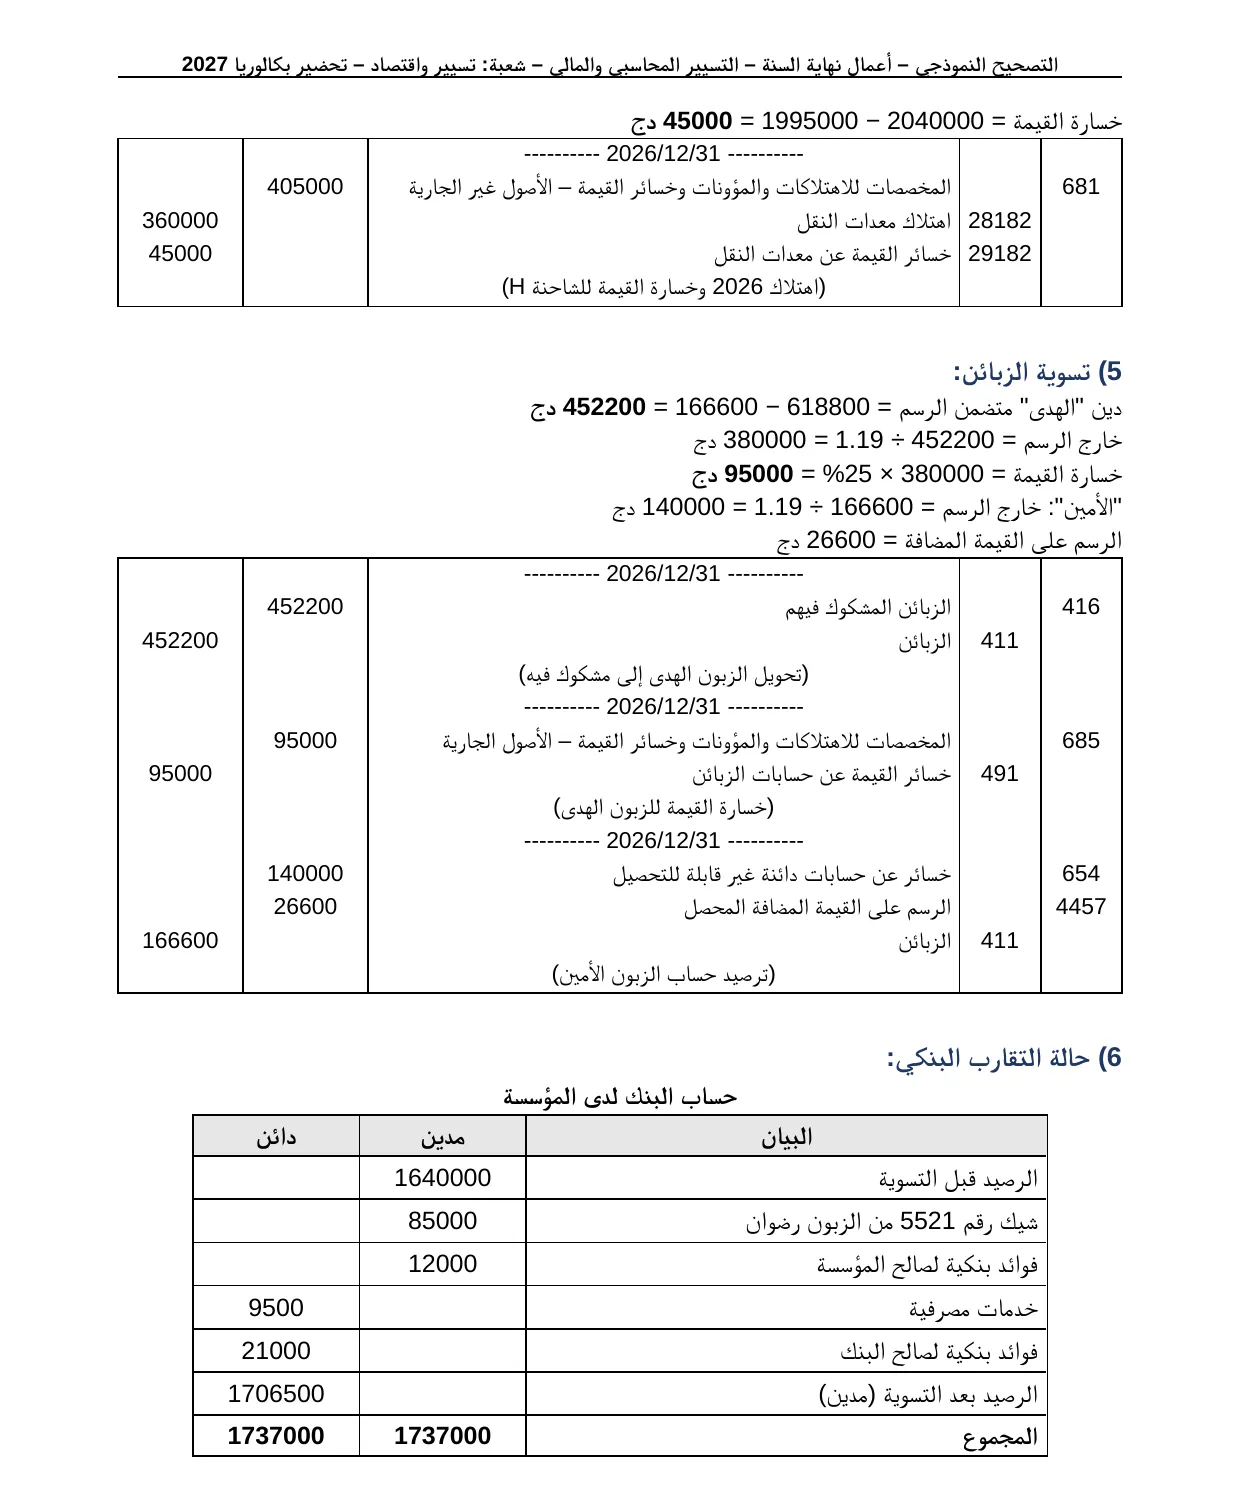 التصحيح النموذجي – أعمال نهاية السنة – التسيير المحاسبي والمالي – شعبة: تسيير واقتصاد – تحضير بكالوريا 2027
خسارة القيمة = 2040000 − 1995000 = 45000 دج
---------- 2026/12/31 ----------
681 المخصصات للاهتلاكات والمؤونات وخسائر القيمة – الأصول غير الجارية 405000
28182 اهتلاك معدات النقل 360000
29182 خسائر القيمة عن معدات النقل 45000
(اهتلاك 2026 وخسارة القيمة للشاحنة H)
5) تسوية الزبائن:
دين "الهدى" متضمن الرسم = 618800 − 166600 = 452200 دج
خارج الرسم = 452200 ÷ 1.19 = 380000 دج
خسارة القيمة = 380000 × 25% = 95000 دج
"الأمين": خارج الرسم = 166600 ÷ 1.19 = 140000 دج
الرسم على القيمة المضافة = 26600 دج
---------- 2026/12/31 ----------
416 الزبائن المشكوك فيهم 452200
411 الزبائن 452200
(تحويل الزبون الهدى إلى مشكوك فيه)
---------- 2026/12/31 ----------
685 المخصصات للاهتلاكات والمؤونات وخسائر القيمة – الأصول الجارية 95000
491 خسائر القيمة عن حسابات الزبائن 95000
(خسارة القيمة للزبون الهدى)
---------- 2026/12/31 ----------
654 خسائر عن حسابات دائنة غير قابلة للتحصيل 140000
4457 الرسم على القيمة المضافة المحصل 26600
411 الزبائن 166600
(ترصيد حساب الزبون الأمين)
6) حالة التقارب البنكي:
حساب البنك لدى المؤسسة
البيان مدين دائن
الرصيد قبل التسوية 1640000
شيك رقم 5521 من الزبون رضوان 85000
فوائد بنكية لصالح المؤسسة 12000
خدمات مصرفية 9500
فوائد بنكية لصالح البنك 21000
الرصيد بعد التسوية (مدين) 1706500
المجموع 1737000 1737000